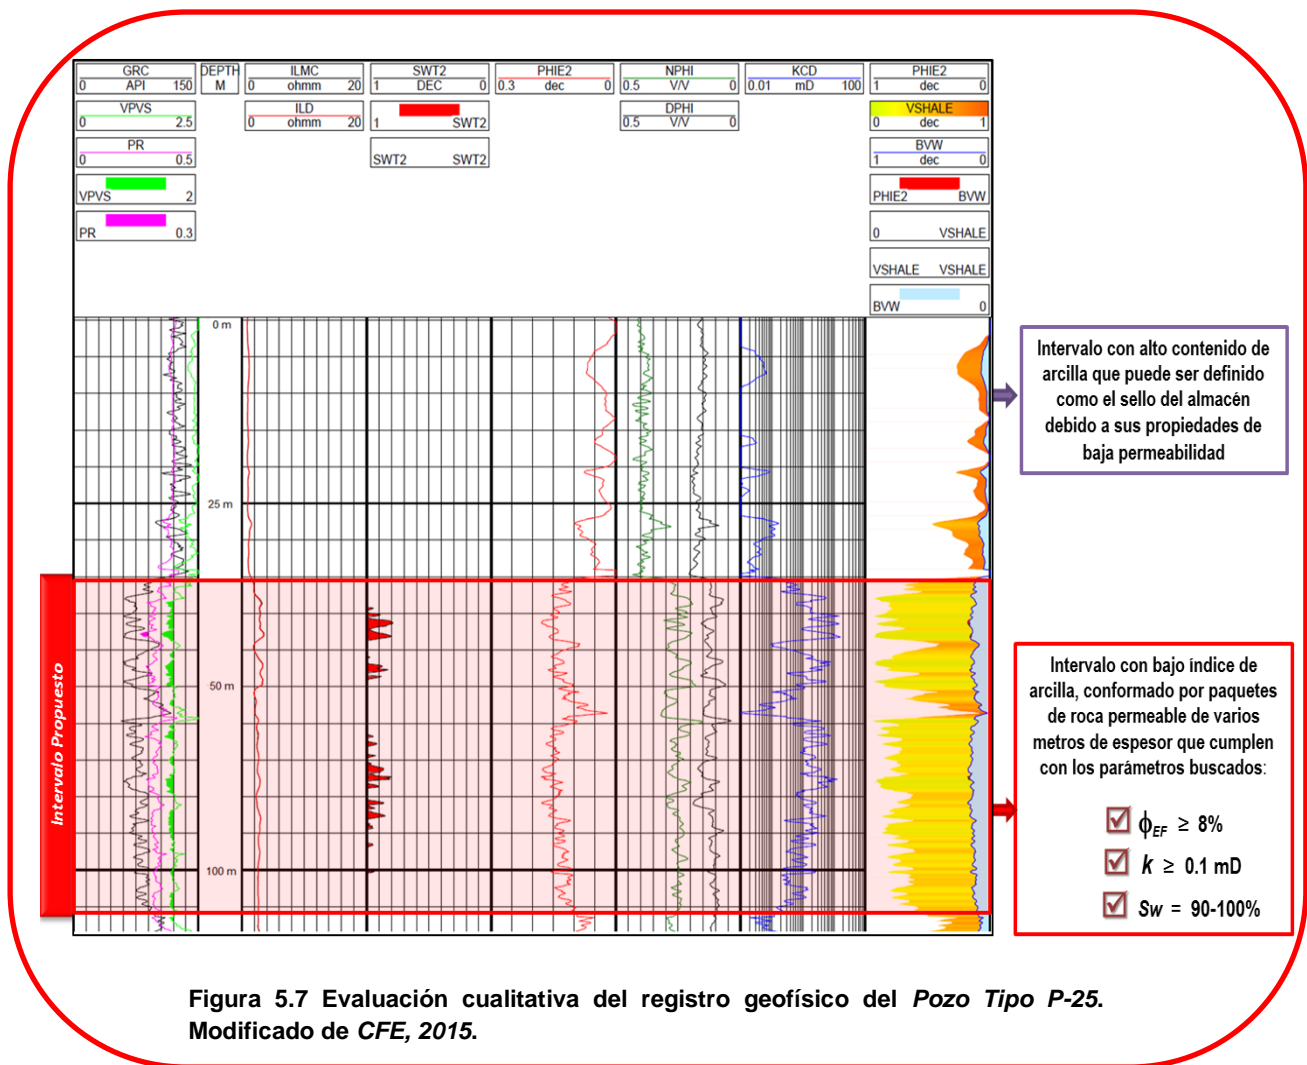 GRC
0 API 150
VPVS
0 2.5
PR
0 0.5
VPVS 2
PR 0.3
DEPTH
M
ILMC
0 ohmm 20
ILD
0 ohmm 20
SWT2
1 DEC 0
1 SWT2
SWT2 SWT2
PHIE2
0.3 dec 0
NPHI
0.5 V/V 0
DPHI
0.5 V/V 0
KCD
0.01 mD 100
PHIE2
1 dec 0
VSHALE
0 dec 1
BVW
1 dec 0
PHIE2 BVW
0 VSHALE
VSHALE VSHALE
BVW 0
0 m
25 m
50 m
100 m
Intervalo Propuesto
Intervalo con alto contenido de
arcilla que puede ser definido
como el sello del almacén
debido a sus propiedades de
baja permeabilidad
Intervalo con bajo índice de
arcilla, conformado por paquetes
de roca permeable de varios
metros de espesor que cumplen
con los parámetros buscados:
☑ ϕEF ≥ 8%
☑ k ≥ 0.1 mD
☑ Sw = 90-100%
Figura 5.7 Evaluación cualitativa del registro geofísico del Pozo Tipo P-25.
Modificado de CFE, 2015.